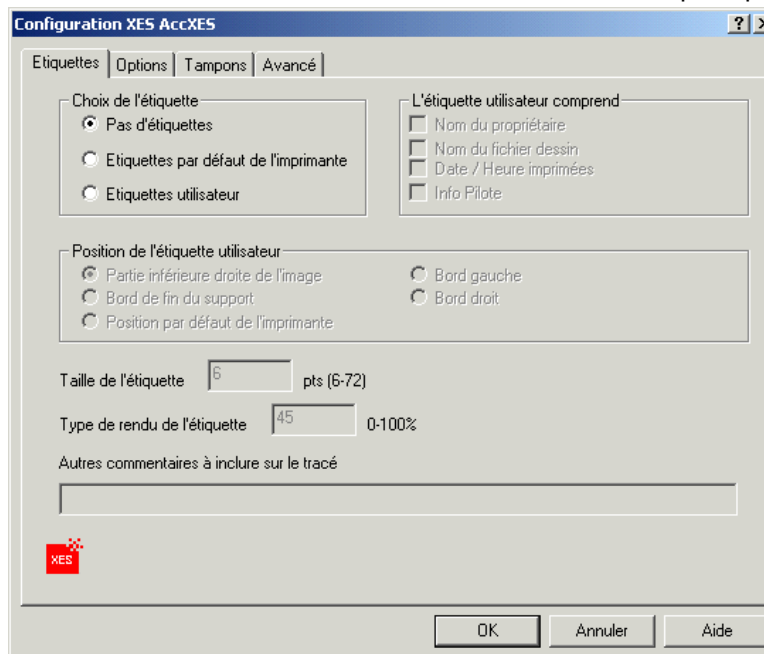 Configuration XES AccXES
Etiquettes Options Tampons Avancé
Choix de l'étiquette
Pas d'étiquettes
Etiquettes par défaut de l'imprimante
Etiquettes utilisateur
L'étiquette utilisateur comprend
Nom du propriétaire
Nom du fichier dessin
Date / Heure imprimées
Info Pilote
Position de l'étiquette utilisateur
Partie inférieure droite de l'image
Bord de fin du support
Position par défaut de l'imprimante
Bord gauche
Bord droit
Taille de l'étiquette 6 pts (6-72)
Type de rendu de l'étiquette 45 0-100%
Autres commentaires à inclure sur le tracé
XES
OK Annuler Aide